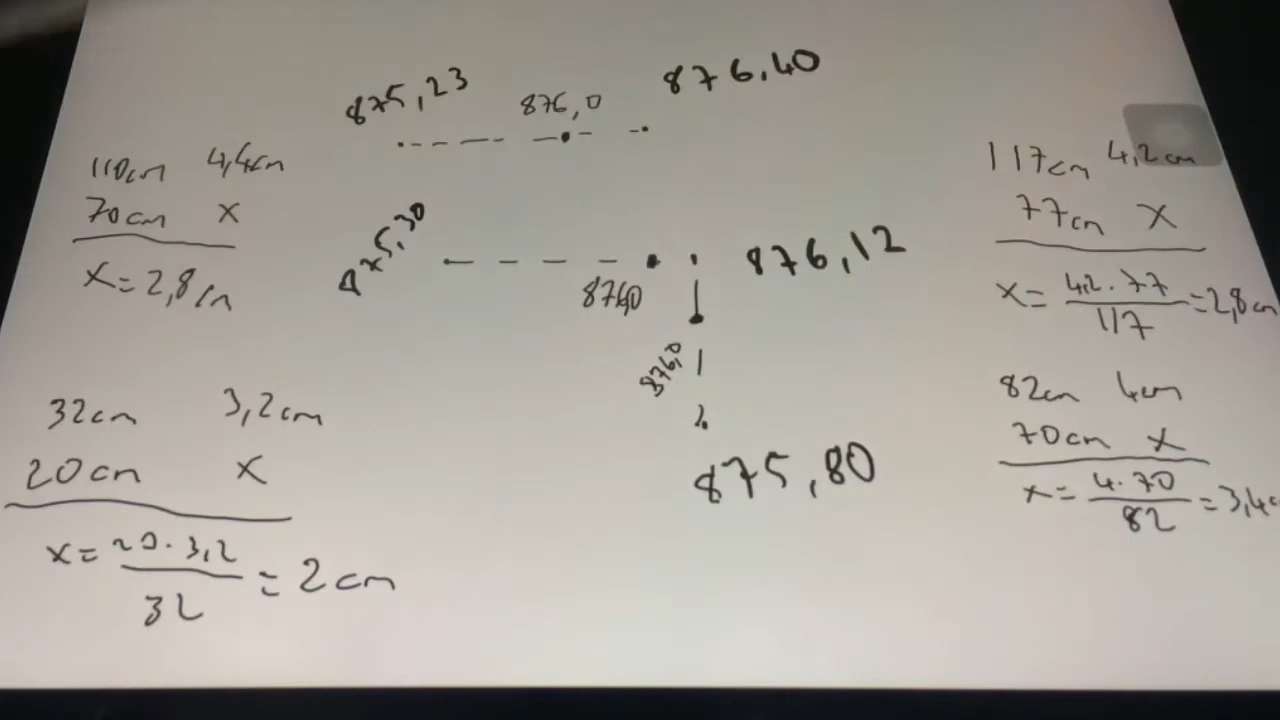 875,23 876,0 876,40
110cm 4,4cm
70cm X
X=2,8cm
875,30 876,0 876,12
876,0
875,80
117cm 4,2cm
77cm X
X= 4,2.77 / 117 =2,8cm
82cm 4cm
70cm X
X= 4.70 / 82 = 3,4c
32cm 3,2cm
20cm X
X= 20.3,2 / 32 = 2cm